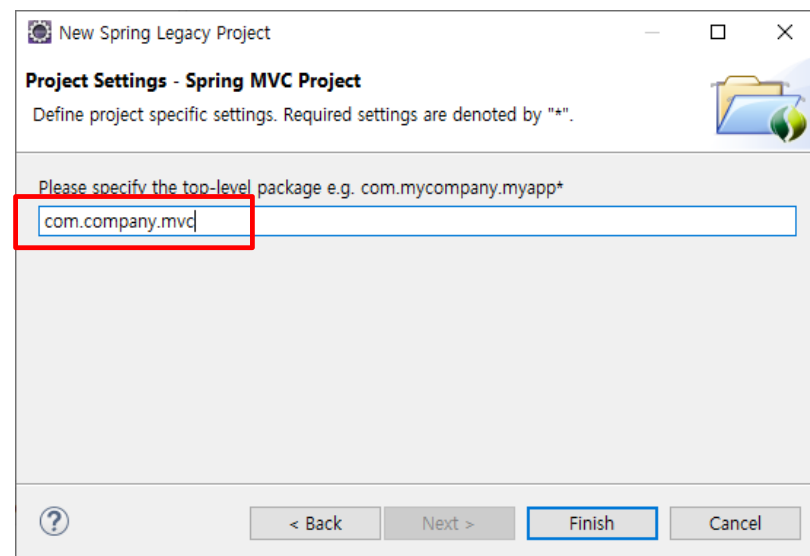 New Spring Legacy Project
Project Settings - Spring MVC Project
Define project specific settings. Required settings are denoted by "*".
Please specify the top-level package e.g. com.mycompany.myapp*
com.company.mvc
?
< Back
Next >
Finish
Cancel